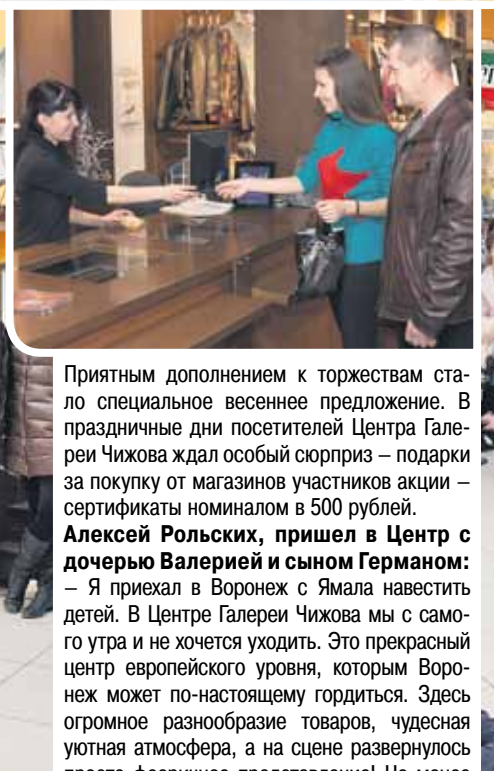 Приятным дополнением к торжествам ста-
ло специальное весеннее предложение. В
праздничные дни посетителей Центра Гале-
реи Чижова ждал особый сюрприз – подарки
за покупку от магазинов участников акции –
сертификаты номиналом в 500 рублей.
Алексей Рольских, пришел в Центр с
дочерью Валерией и сыном Германом:
– Я приехал в Воронеж с Ямала навестить
детей. В Центре Галереи Чижова мы с само-
го утра и не хочется уходить. Это прекрасный
центр европейского уровня, которым Воро-
неж может по-настоящему гордиться. Здесь
огромное разнообразие товаров, чудесная
уютная атмосфера, а на сцене развернулось